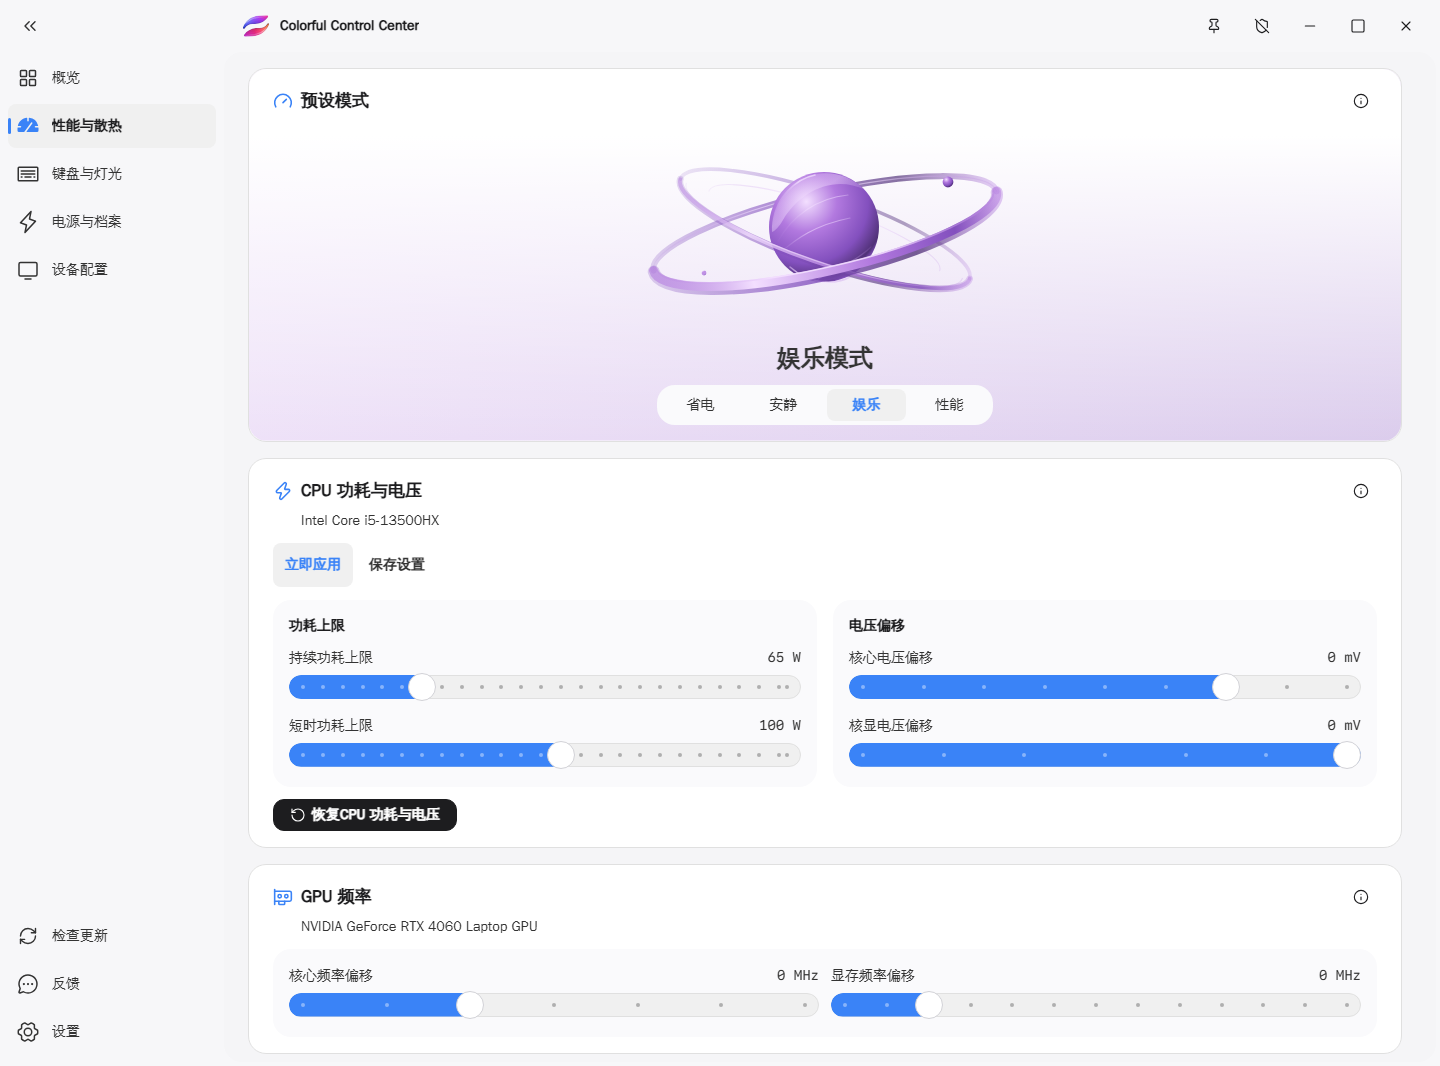 Colorful Control Center
概览
性能与散热
键盘与灯光
电源与档案
设备配置
检查更新
反馈
设置
预设模式
娱乐模式
省电 安静 娱乐 性能
CPU 功耗与电压
Intel Core i5-13500HX
立即应用 保存设置
功耗上限
持续功耗上限 65 W
短时功耗上限 100 W
电压偏移
核心电压偏移 0 mV
核显电压偏移 0 mV
恢复CPU 功耗与电压
GPU 频率
NVIDIA GeForce RTX 4060 Laptop GPU
核心频率偏移 0 MHz
显存频率偏移 0 MHz